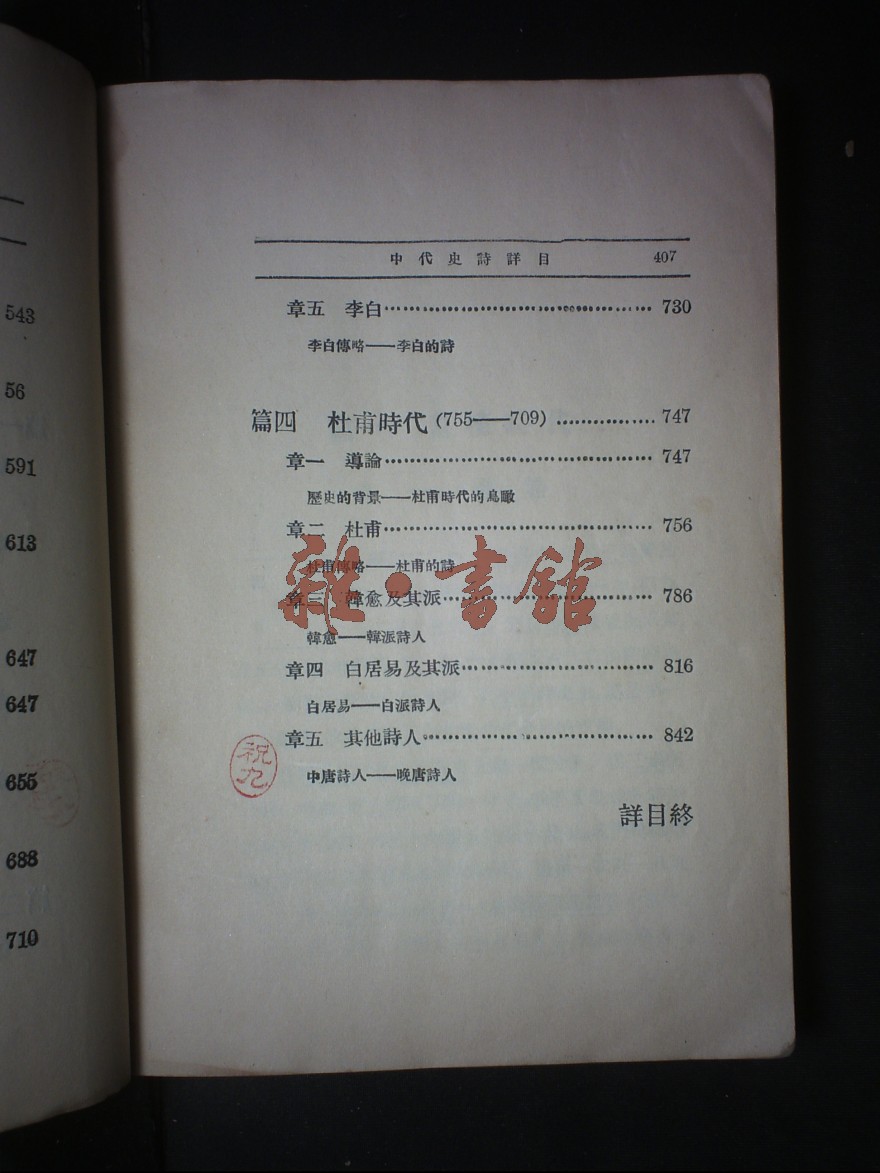 中代史詩詳目 407
章五 李白 730
李白傳略——李白的詩
篇四 杜甫時代 (755——709) 747
章一 導論 747
歷史的背景——杜甫時代的鳥瞰
章二 杜甫 756
杜甫傳略——杜甫的詩
章三 韓愈及其派 786
韓愈——韓派詩人
章四 白居易及其派 816
白居易——白派詩人
章五 其他詩人 842
中唐詩人——晚唐詩人
詳目終
雜·書館
祝九
543
56
591
613
647
647
655
688
710